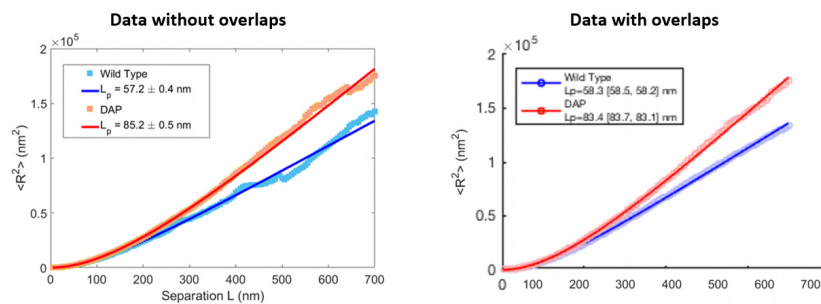 Data without overlaps
× 10⁵
2
1.5
1
0.5
0
<R²> (nm²)
Wild Type
Lₚ = 57.2 ± 0.4 nm
DAP
Lₚ = 85.2 ± 0.5 nm
0 100 200 300 400 500 600 700
Separation L (nm)
Data with overlaps
× 10⁵
2
1.5
1
0.5
0
<R²> (nm²)
Wild Type
Lp=58.3 [58.5, 58.2] nm
DAP
Lp=83.4 [83.7, 83.1] nm
0 100 200 300 400 500 600 700